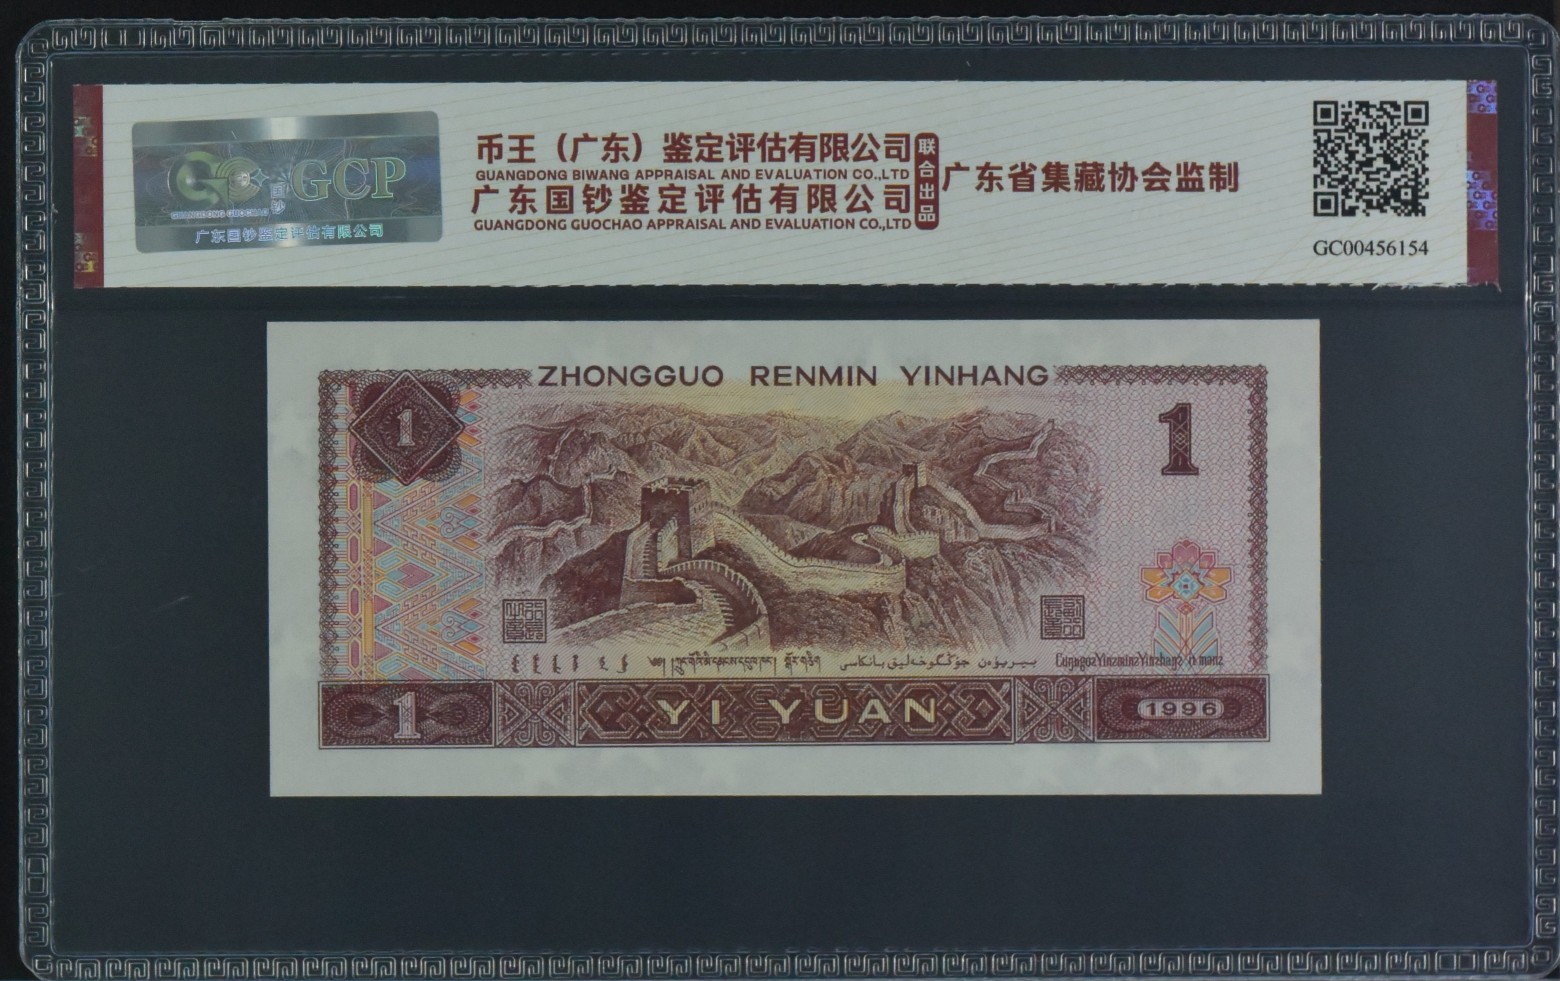 GCP
国钞
GUANGDONG GUOCHAO
广东国钞鉴定评估有限公司
币王（广东）鉴定评估有限公司
GUANGDONG BIWANG APPRAISAL AND EVALUATION CO.,LTD
广东国钞鉴定评估有限公司
GUANGDONG GUOCHAO APPRAISAL AND EVALUATION CO.,LTD
联合出品
广东省集藏协会监制
GC00456154
ZHONGGUO RENMIN YINHANG
1
1
1
YI YUAN
1996